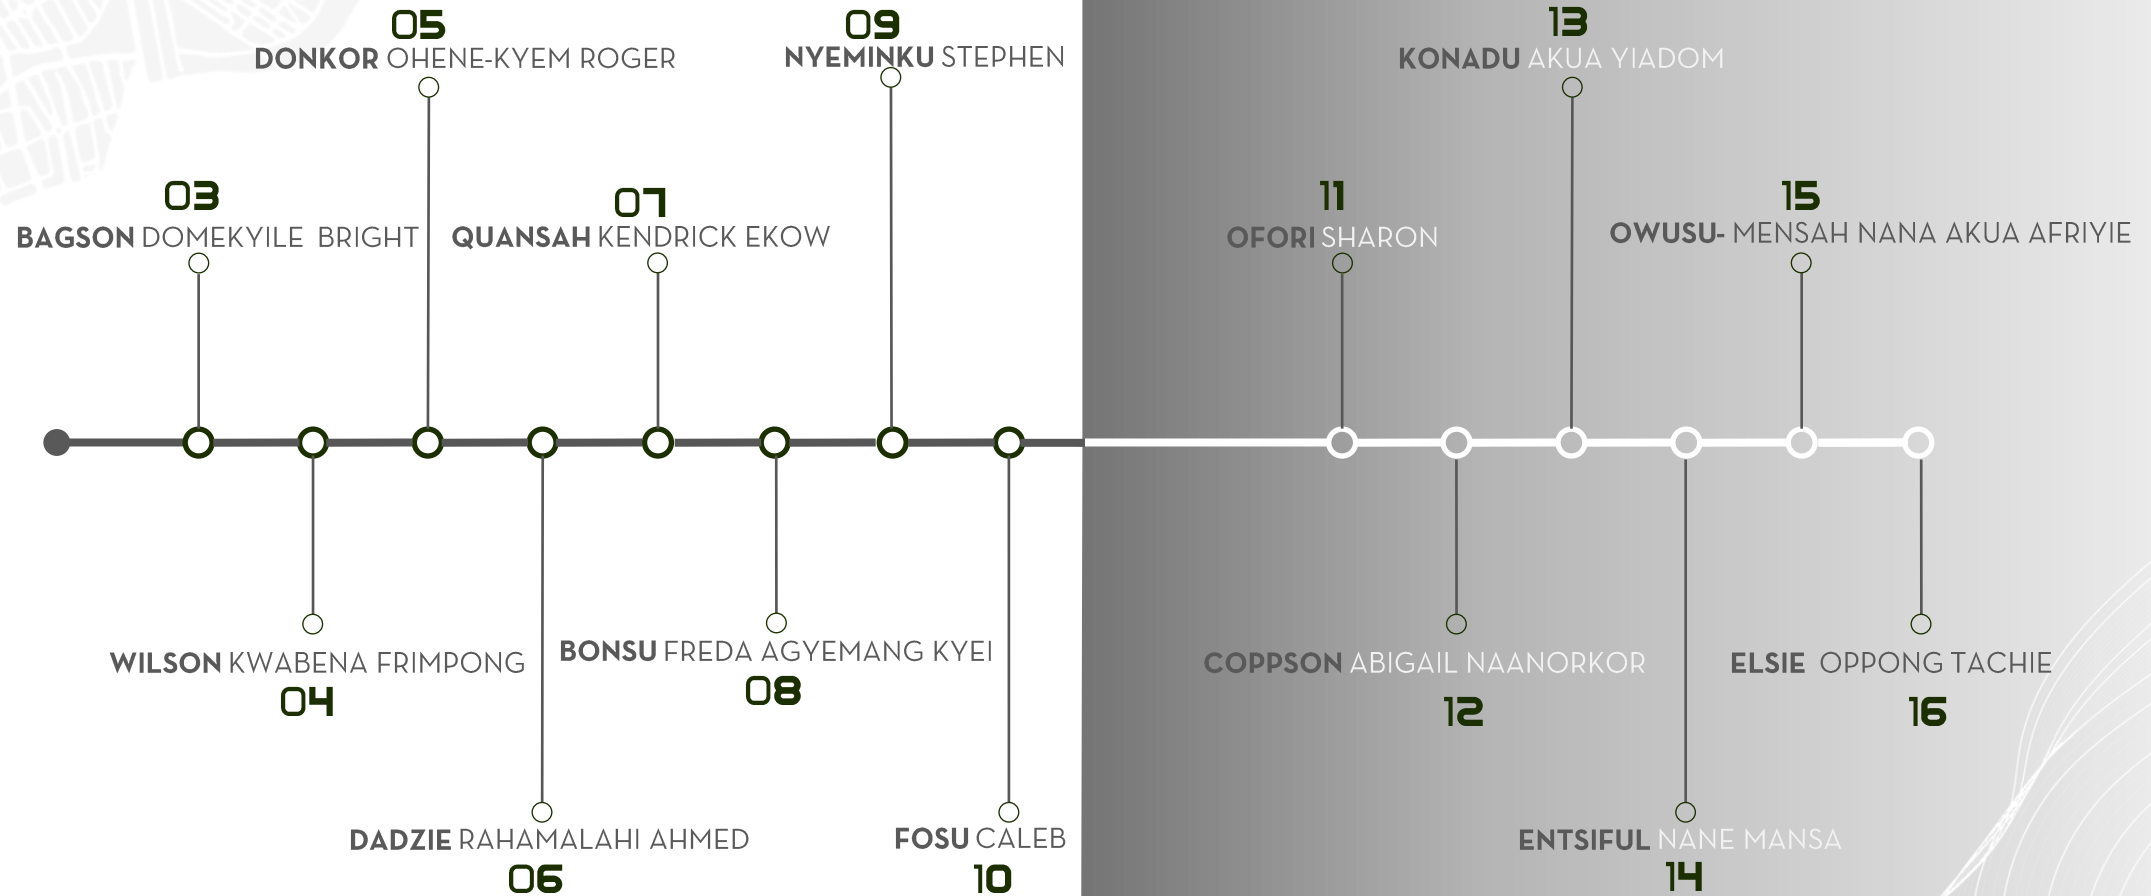 05
DONKOR OHENE-KYEM ROGER
09
NYEMINKU STEPHEN
13
KONADU AKUA YIADOM
03
BAGSON DOMEKYILE BRIGHT
07
QUANSAH KENDRICK EKOW
11
OFORI SHARON
15
OWUSU- MENSAH NANA AKUA AFRIYIE
WILSON KWABENA FRIMPONG
04
BONSU FREDA AGYEMANG KYEI
08
COPPSON ABIGAIL NAANORKOR
12
ELSIE OPPONG TACHIE
16
DADZIE RAHAMALAHI AHMED
06
FOSU CALEB
10
ENTSIFUL NANE MANSA
14